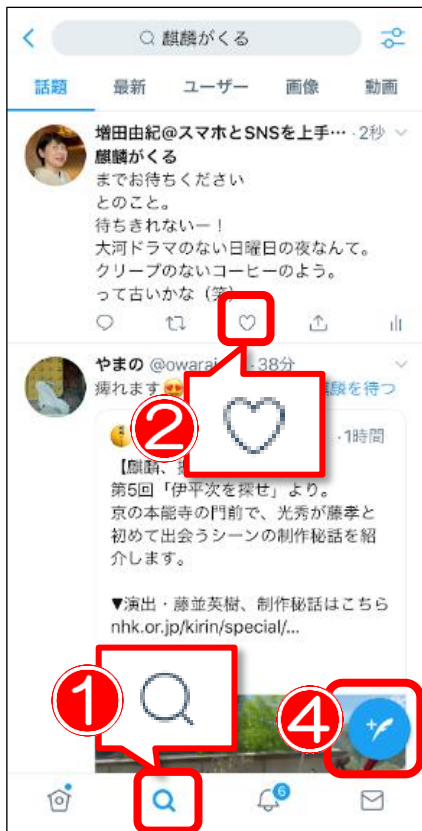 麒麟がくる
話題 最新 ユーザー 画像 動画
増田由紀@スマホとSNSを上手… ·2秒
麒麟がくる
までお待ちください
とのこと。
待ちきれないー！
大河ドラマのない日曜日の夜なんて。
クリープのないコーヒーのよう。
って古いかな（笑）
やまの @owarai ·38分
痺れます 麒麟を待つ
2
·1時間
【麒麟、
第5回「伊平次を探せ」より。
京の本能寺の門前で、光秀が藤孝と
初めて出会うシーンの制作秘話を紹
介します。
▼演出・藤並英樹、制作秘話はこちら
nhk.or.jp/kirin/special/...
1
4
6